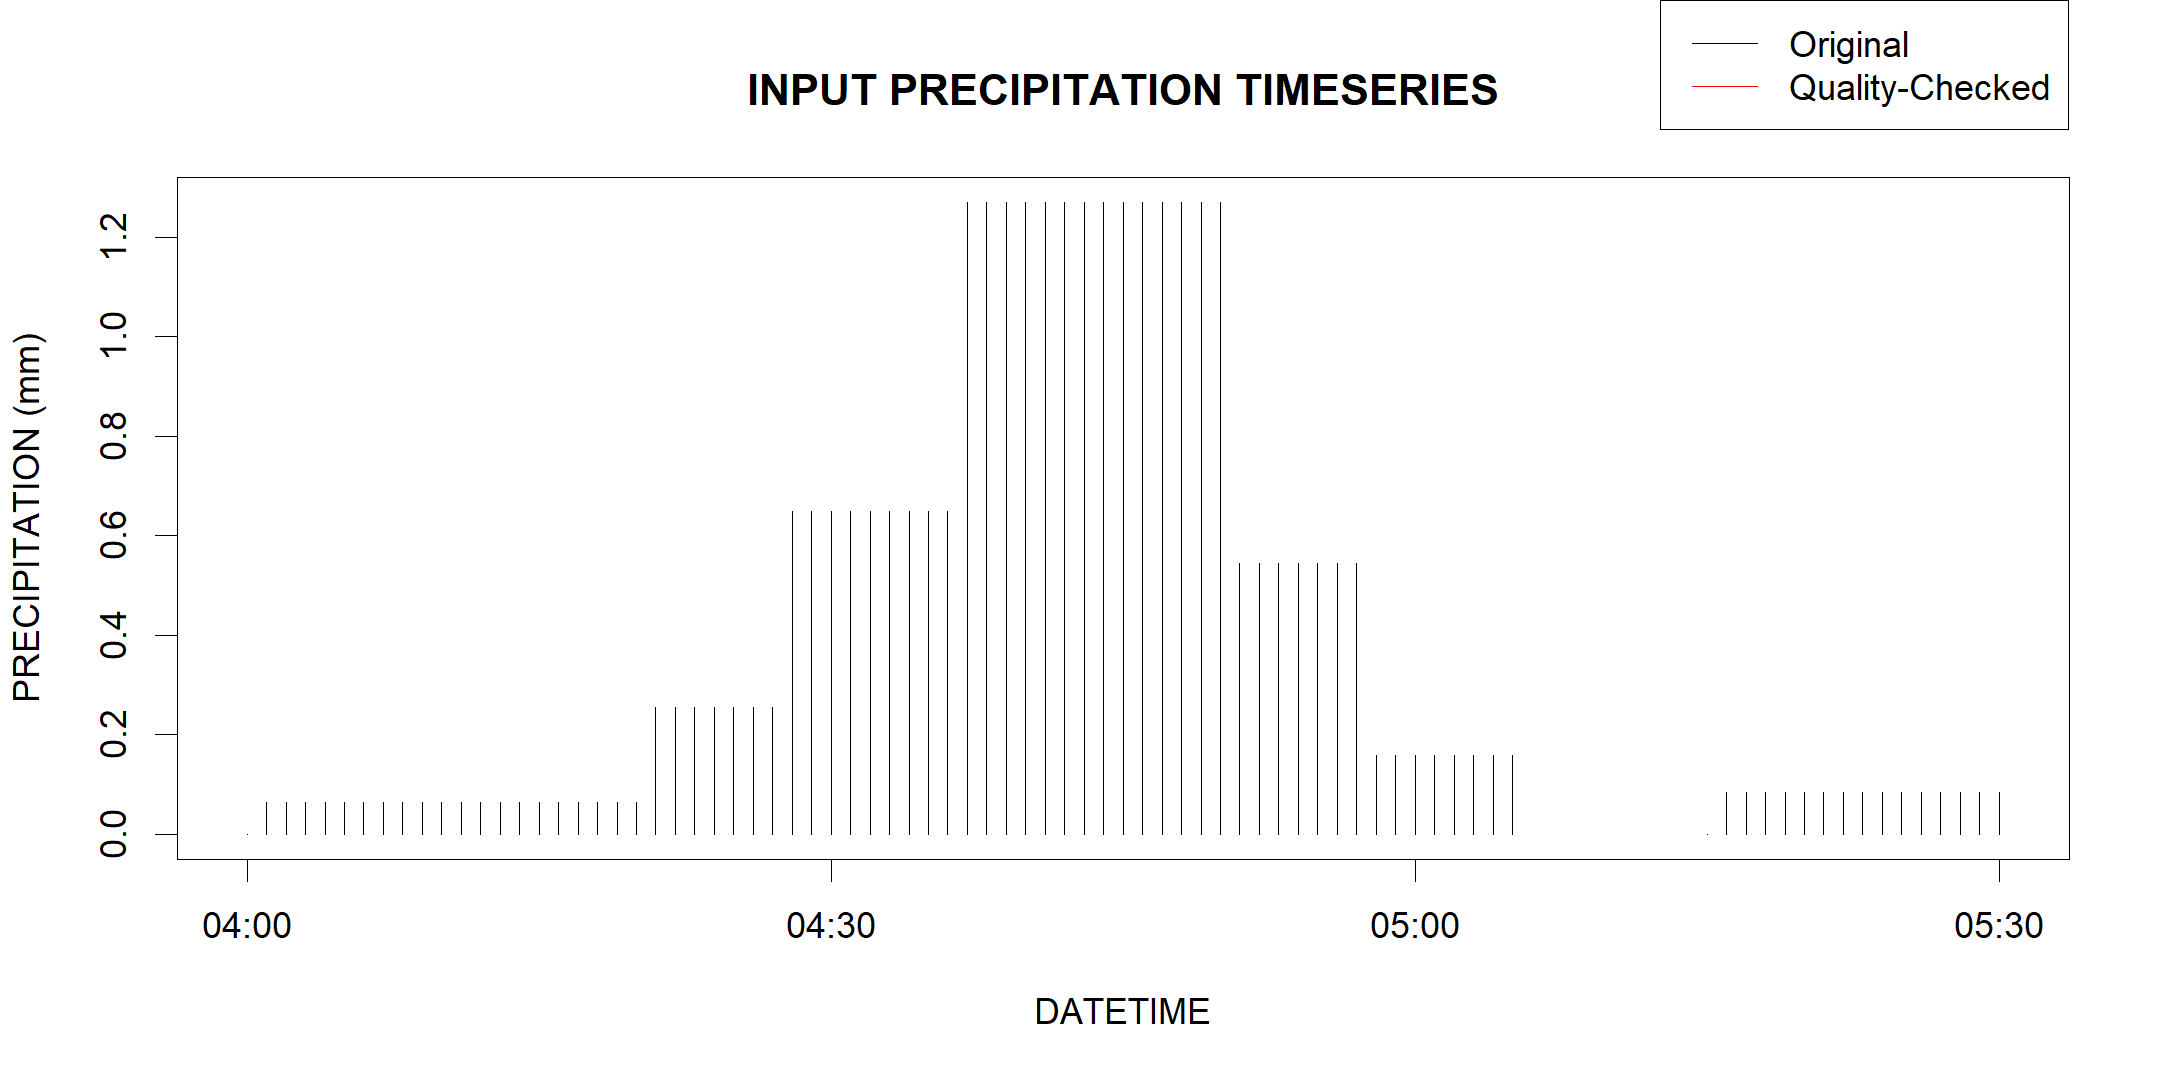 Original
Quality-Checked
INPUT PRECIPITATION TIMESERIES
PRECIPITATION (mm)
1.2
1.0
0.8
0.6
0.4
0.2
0.0
04:00 04:30 05:00 05:30
DATETIME